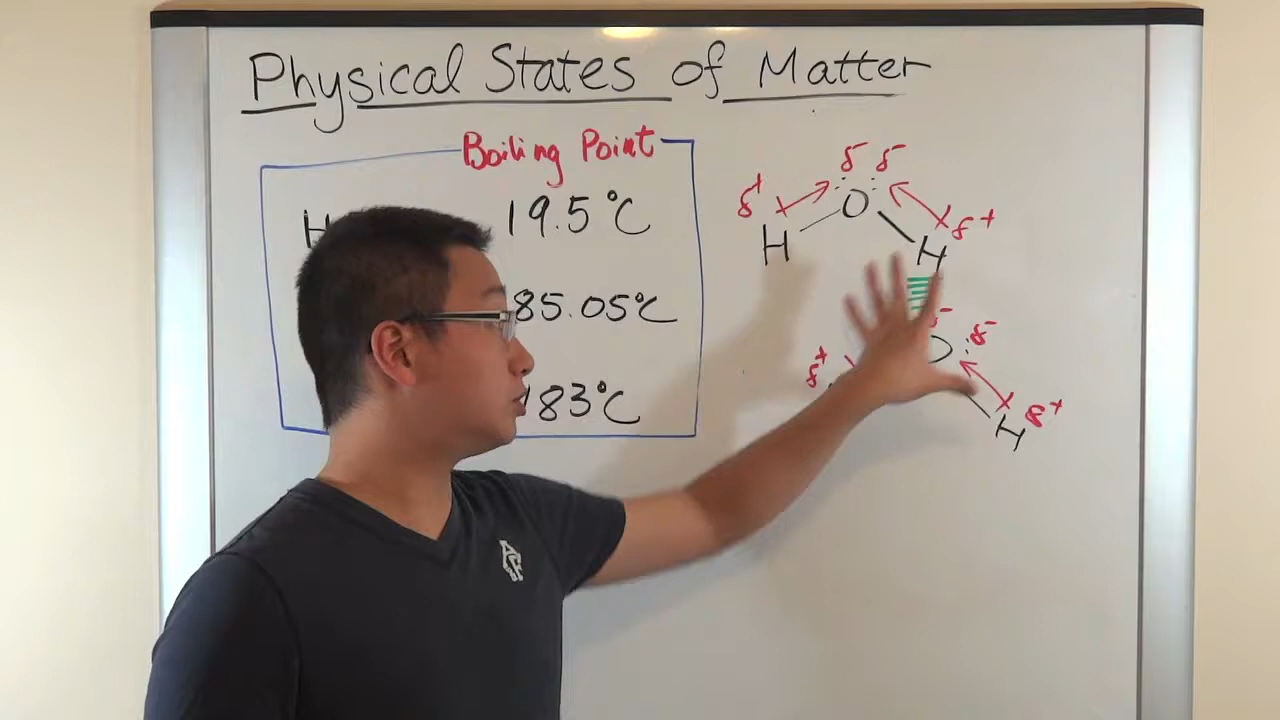 Physical States of Matter
Boiling Point
H
19.5°C
85.05°C
183°C
δ- δ-
δ+ O δ+
H H
δ- δ-
δ+ O
δ+
H